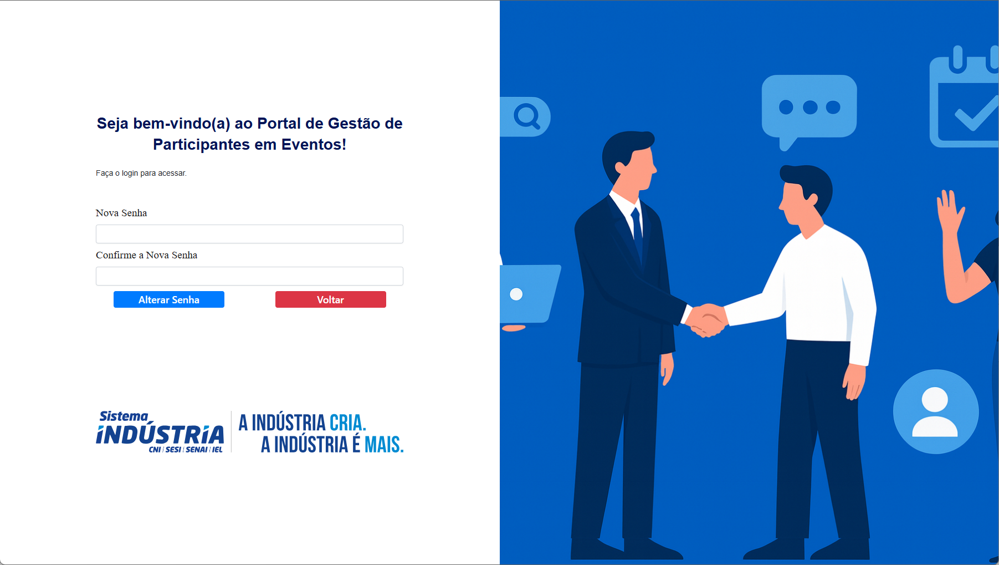 Seja bem-vindo(a) ao Portal de Gestão de
Participantes em Eventos!
Faça o login para acessar.
Nova Senha
Confirme a Nova Senha
Alterar Senha
Voltar
Sistema
INDÚSTRIA
CNI | SESI | SENAI | IEL
A INDÚSTRIA CRIA.
A INDÚSTRIA É MAIS.